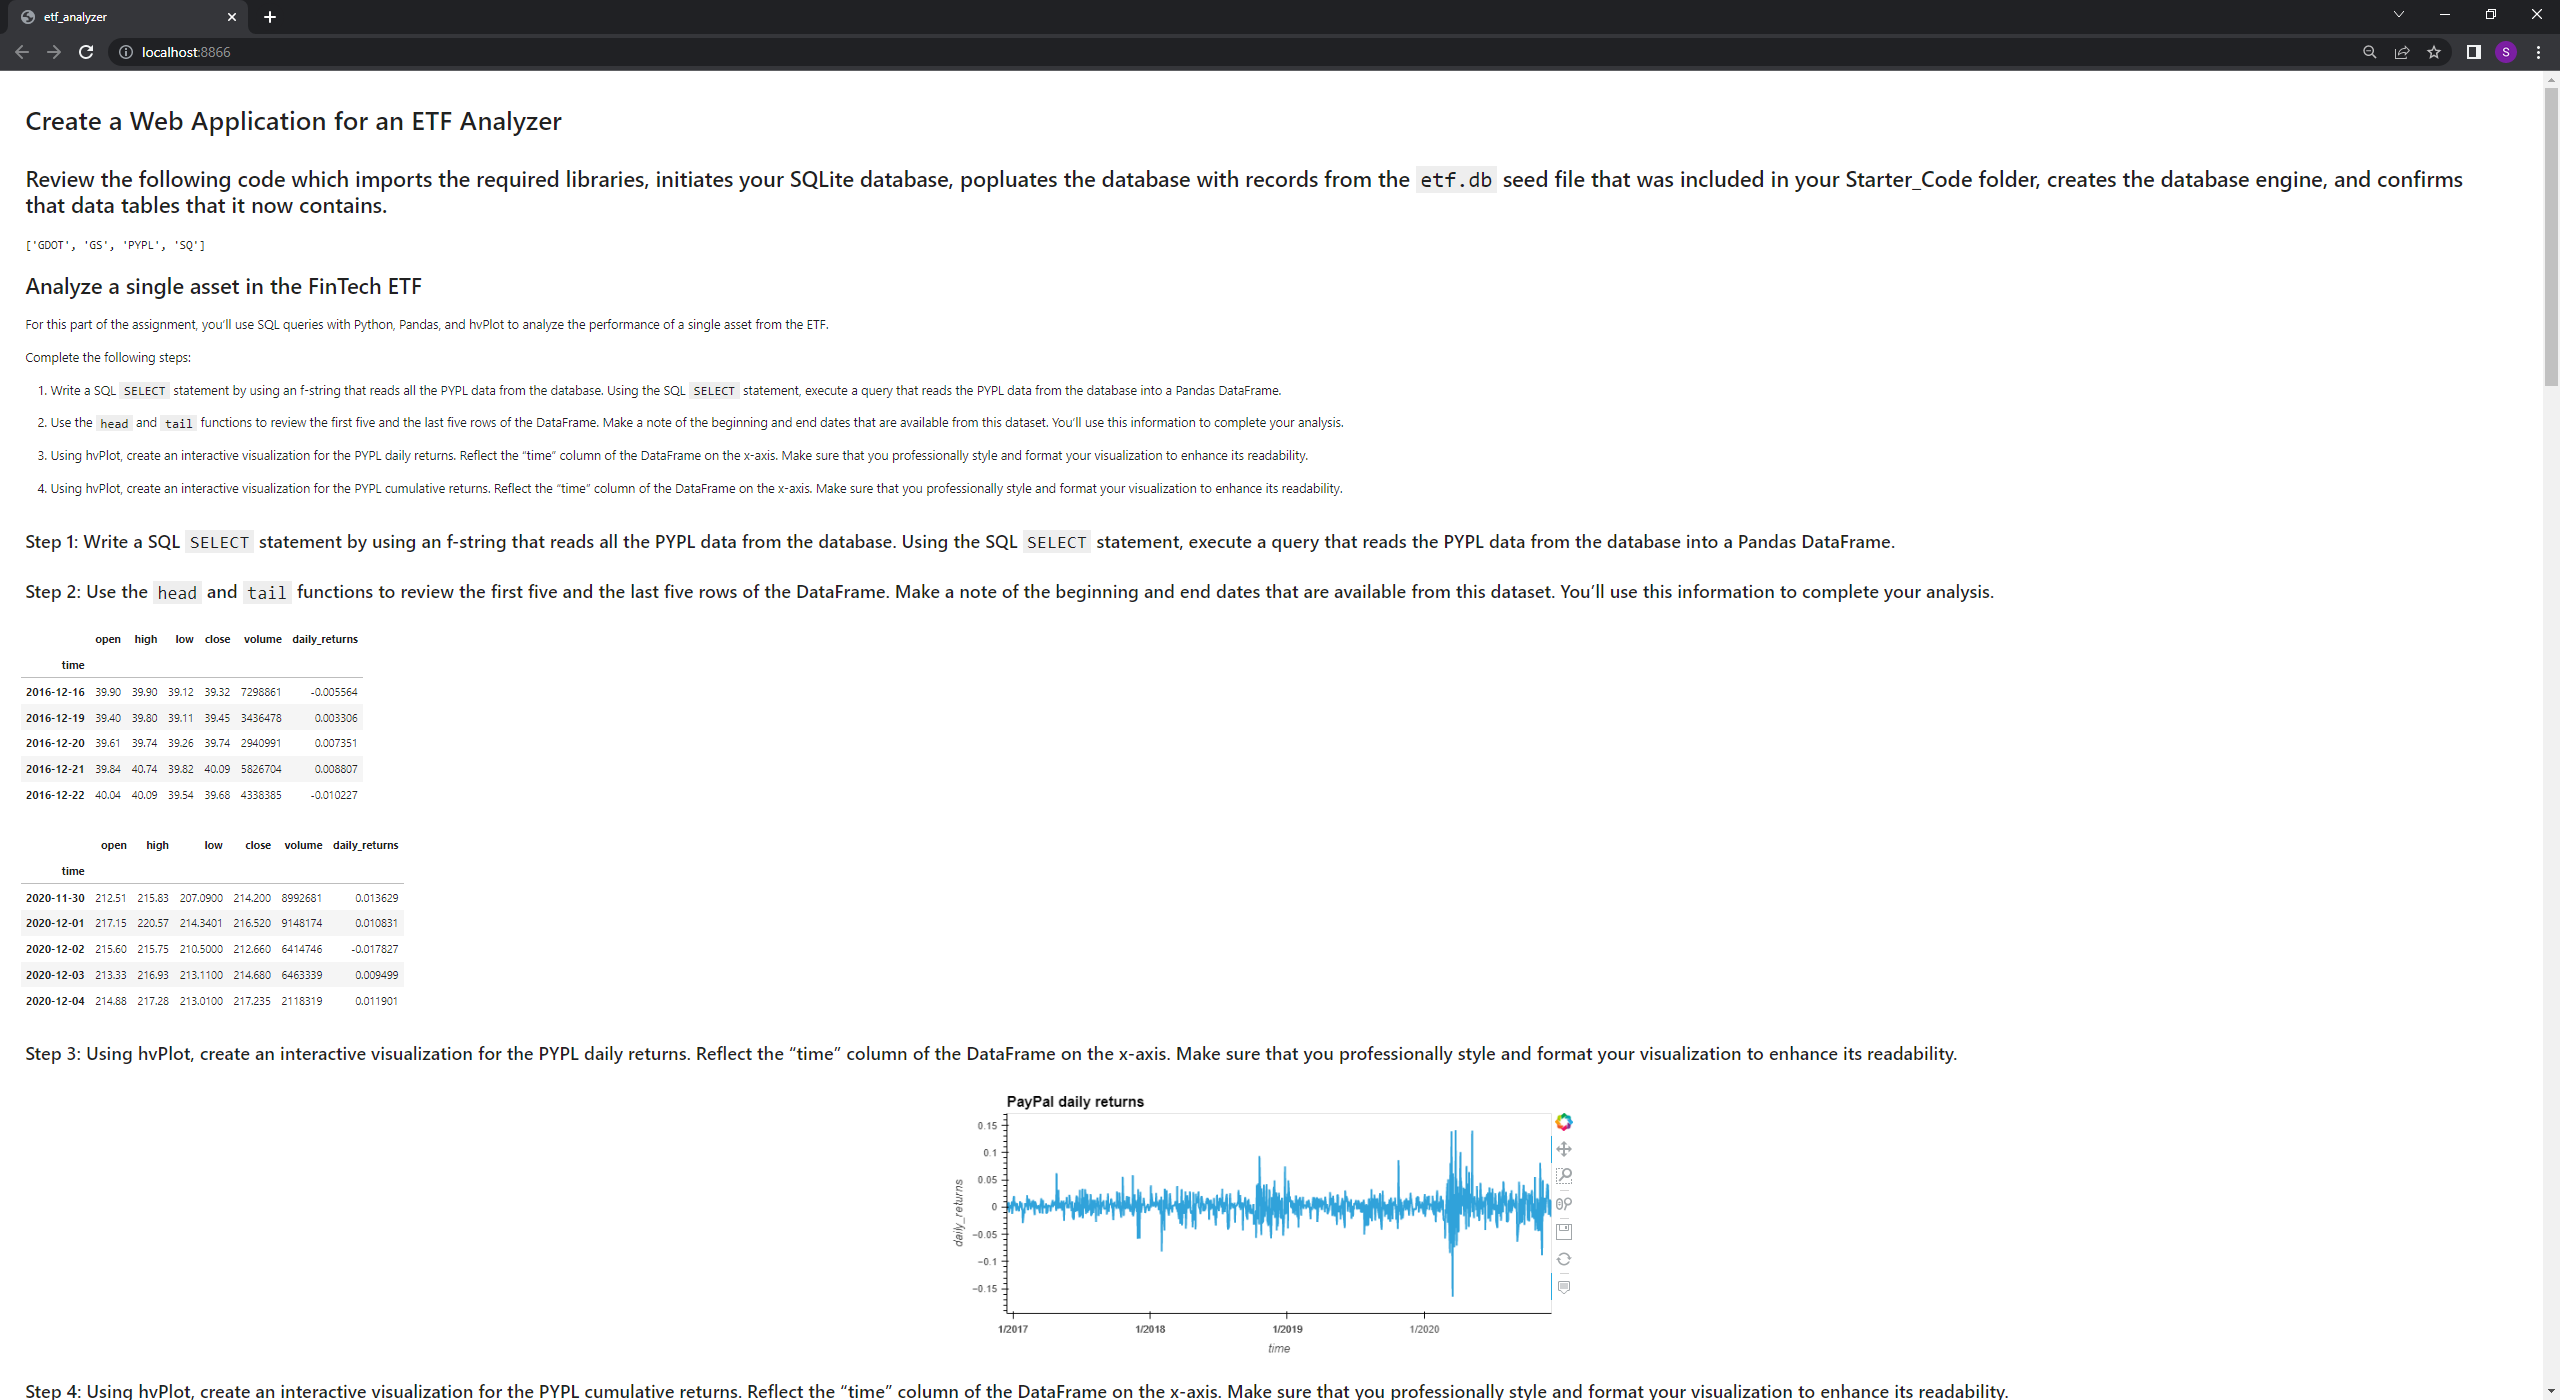 etf_analyzer
localhost:8866
S
Create a Web Application for an ETF Analyzer
Review the following code which imports the required libraries, initiates your SQLite database, popluates the database with records from the etf.db seed file that was included in your Starter_Code folder, creates the database engine, and confirms
that data tables that it now contains.
['GDOT', 'GS', 'PYPL', 'SQ']
Analyze a single asset in the FinTech ETF
For this part of the assignment, you'll use SQL queries with Python, Pandas, and hvPlot to analyze the performance of a single asset from the ETF.
Complete the following steps:
1. Write a SQL SELECT statement by using an f-string that reads all the PYPL data from the database. Using the SQL SELECT statement, execute a query that reads the PYPL data from the database into a Pandas DataFrame.
2. Use the head and tail functions to review the first five and the last five rows of the DataFrame. Make a note of the beginning and end dates that are available from this dataset. You'll use this information to complete your analysis.
3. Using hvPlot, create an interactive visualization for the PYPL daily returns. Reflect the “time” column of the DataFrame on the x-axis. Make sure that you professionally style and format your visualization to enhance its readability.
4. Using hvPlot, create an interactive visualization for the PYPL cumulative returns. Reflect the “time” column of the DataFrame on the x-axis. Make sure that you professionally style and format your visualization to enhance its readability.
Step 1: Write a SQL SELECT statement by using an f-string that reads all the PYPL data from the database. Using the SQL SELECT statement, execute a query that reads the PYPL data from the database into a Pandas DataFrame.
Step 2: Use the head and tail functions to review the first five and the last five rows of the DataFrame. Make a note of the beginning and end dates that are available from this dataset. You'll use this information to complete your analysis.
open high low close volume daily_returns
time
2016-12-16 39.90 39.90 39.12 39.32 7298861 -0.005564
2016-12-19 39.40 39.80 39.11 39.45 3436478 0.003306
2016-12-20 39.61 39.74 39.26 39.74 2940991 0.007351
2016-12-21 39.84 40.74 39.82 40.09 5826704 0.008807
2016-12-22 40.04 40.09 39.54 39.68 4338385 -0.010227
open high low close volume daily_returns
time
2020-11-30 212.51 215.83 207.0900 214.200 8992681 0.013629
2020-12-01 217.15 220.57 214.3401 216.520 9148174 0.010831
2020-12-02 215.60 215.75 210.5000 212.660 6414746 -0.017827
2020-12-03 213.33 216.93 213.1100 214.680 6463339 0.009499
2020-12-04 214.88 217.28 213.0100 217.235 2118319 0.011901
Step 3: Using hvPlot, create an interactive visualization for the PYPL daily returns. Reflect the “time” column of the DataFrame on the x-axis. Make sure that you professionally style and format your visualization to enhance its readability.
PayPal daily returns
0.15
0.1
0.05
0
−0.05
−0.1
−0.15
daily_returns
1/2017 1/2018 1/2019 1/2020
time
Step 4: Using hvPlot, create an interactive visualization for the PYPL cumulative returns. Reflect the “time” column of the DataFrame on the x-axis. Make sure that you professionally style and format your visualization to enhance its readability.